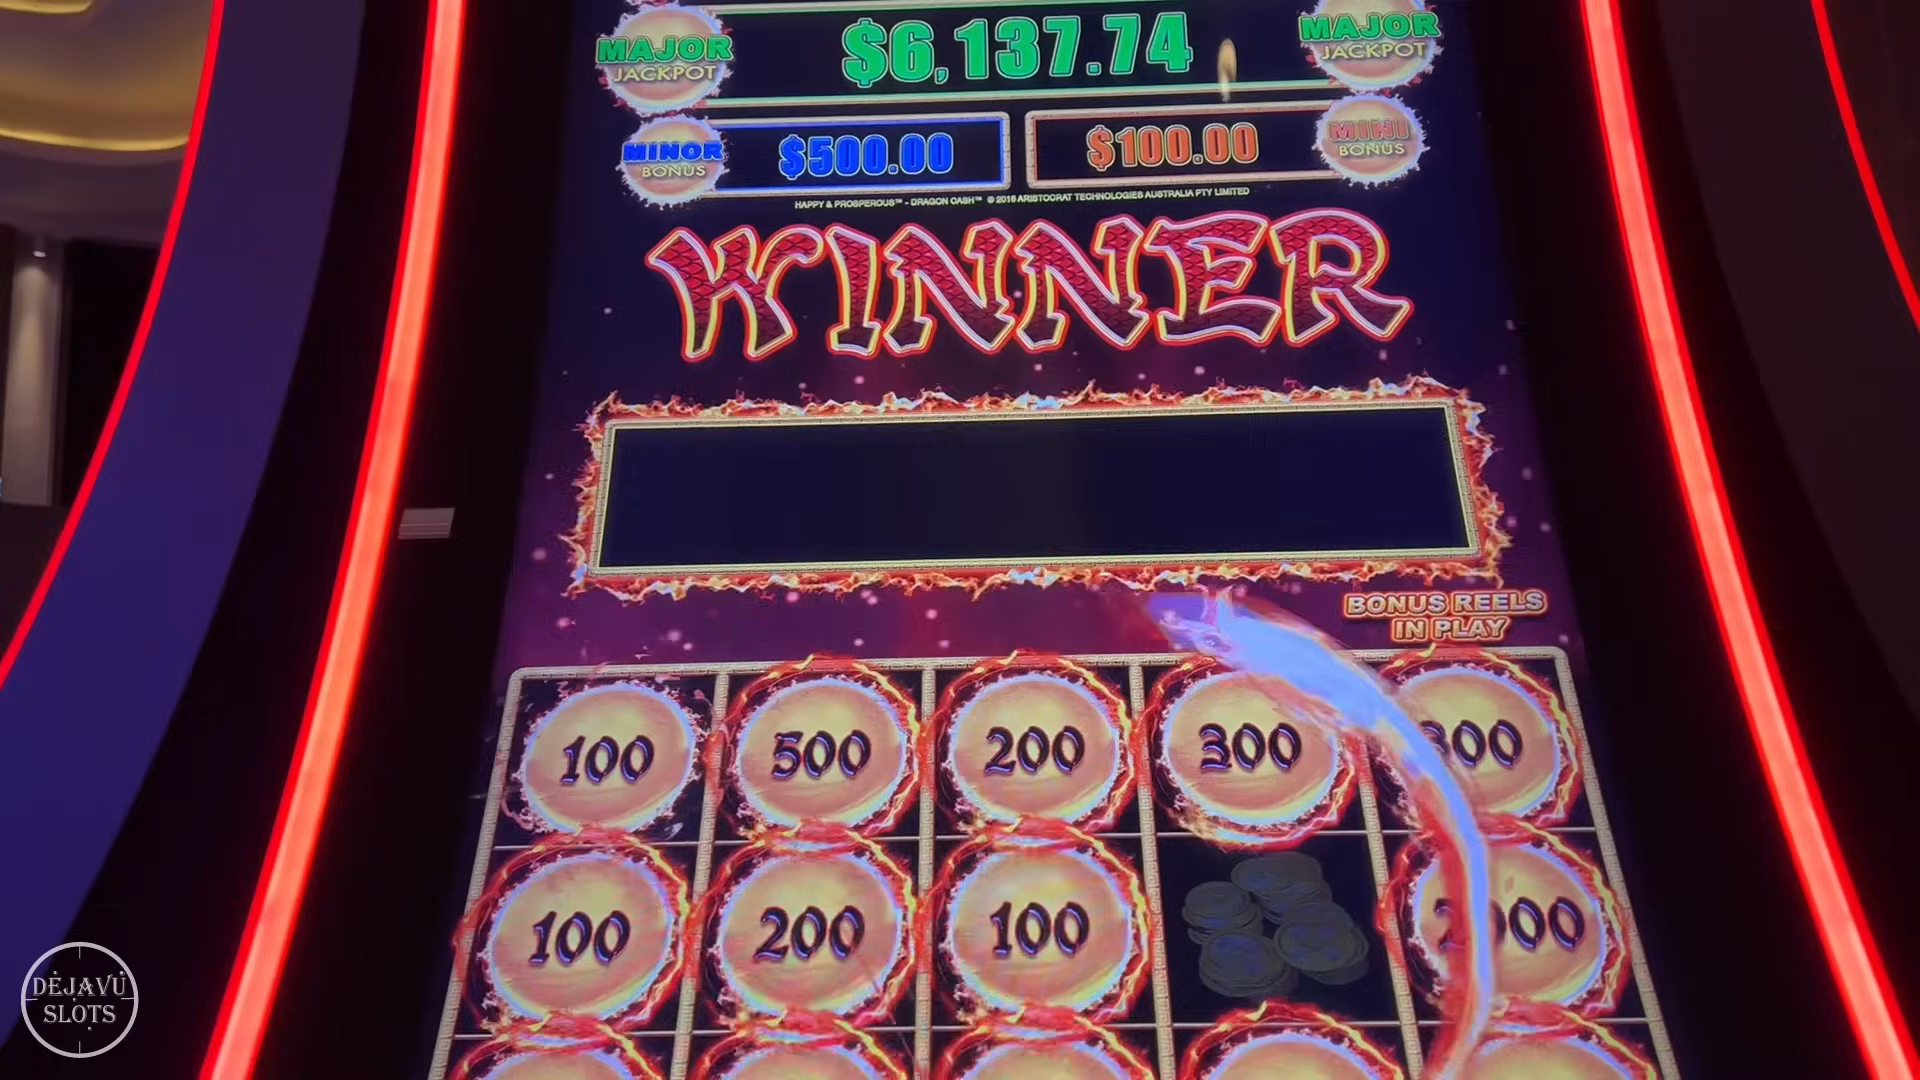 MAJOR
JACKPOT
$6,137.74
MAJOR
JACKPOT
MINOR
BONUS
$500.00
$100.00
MINI
BONUS
HAPPY & PROSPEROUS™ - DRAGON CASH™ © 2016 ARISTOCRAT TECHNOLOGIES AUSTRALIA PTY LIMITED
WINNER
BONUS REELS
IN PLAY
100
500
200
300
100
200
100
DÉJAVÚ
SLOTS